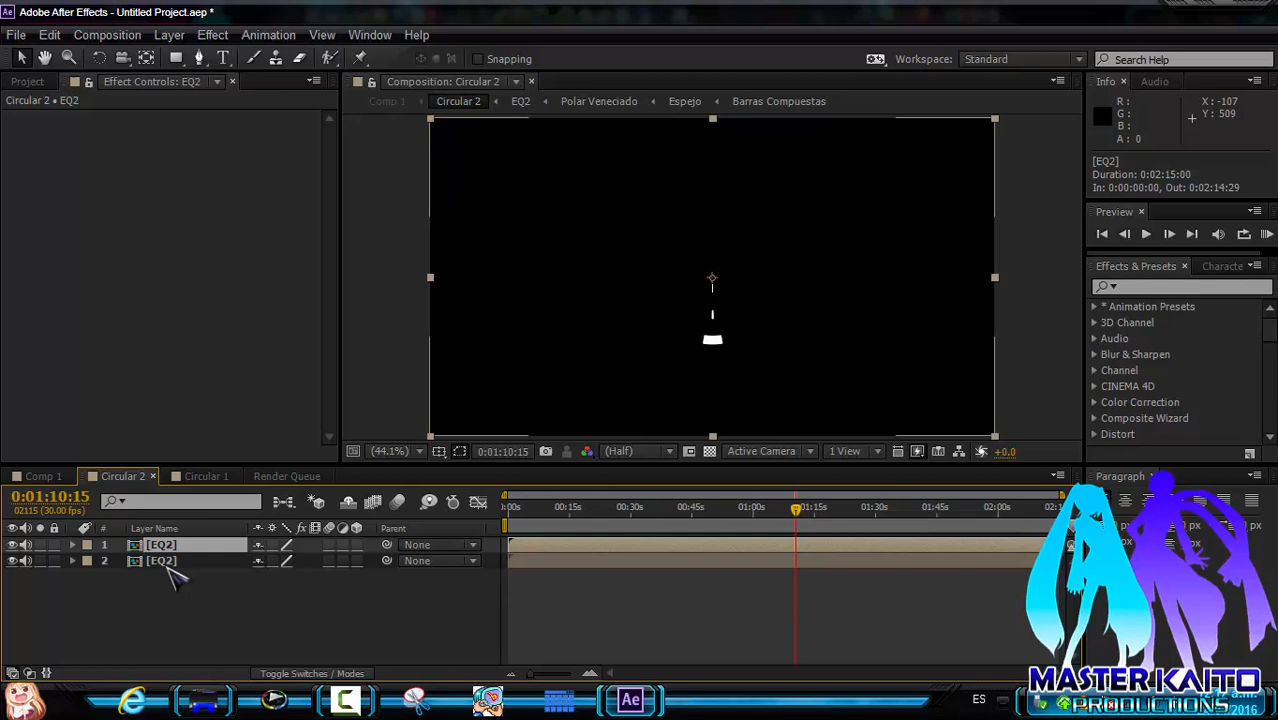 Adobe After Effects - Untitled Project.aep *
File Edit Composition Layer Effect Animation View Window Help
Snapping
Workspace: Standard
Search Help
Project
Effect Controls: EQ2
Composition: Circular 2
Info
Audio
Circular 2 • EQ2
Comp 1
Circular 2
EQ2
Polar Veneciado
Espejo
Barras Compuestas
R :
G :
B :
A : 0
X : -107
Y : 509
[EQ2]
Duration: 0:02:15:00
In: 0:00:00:00, Out: 0:02:14:29
Preview
Effects & Presets
Characte
* Animation Presets
3D Channel
Audio
Blur & Sharpen
Channel
CINEMA 4D
Color Correction
Composite Wizard
Distort
(44.1%)
0:01:10:15
(Half)
Active Camera
1 View
+0.0
Comp 1
Circular 2
Circular 1
Render Queue
Paragraph
0:01:10:15
02115 (30.00 fps)
00:15s
00:30s
00:45s
01:00s
01:15s
01:30s
01:45s
02:00s
# Layer Name
Parent
1 [EQ2]
None
2 [EQ2]
None
Toggle Switches / Modes
MASTER KAITO
PRODUCTIONS
Ae
ES